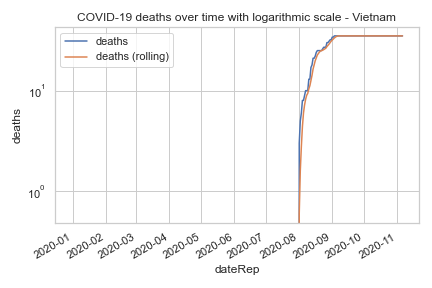 COVID-19 deaths over time with logarithmic scale - Vietnam
deaths
deaths (rolling)
10¹
10⁰
deaths
2020-01
2020-02
2020-03
2020-04
2020-05
2020-06
2020-07
2020-08
2020-09
2020-10
2020-11
dateRep